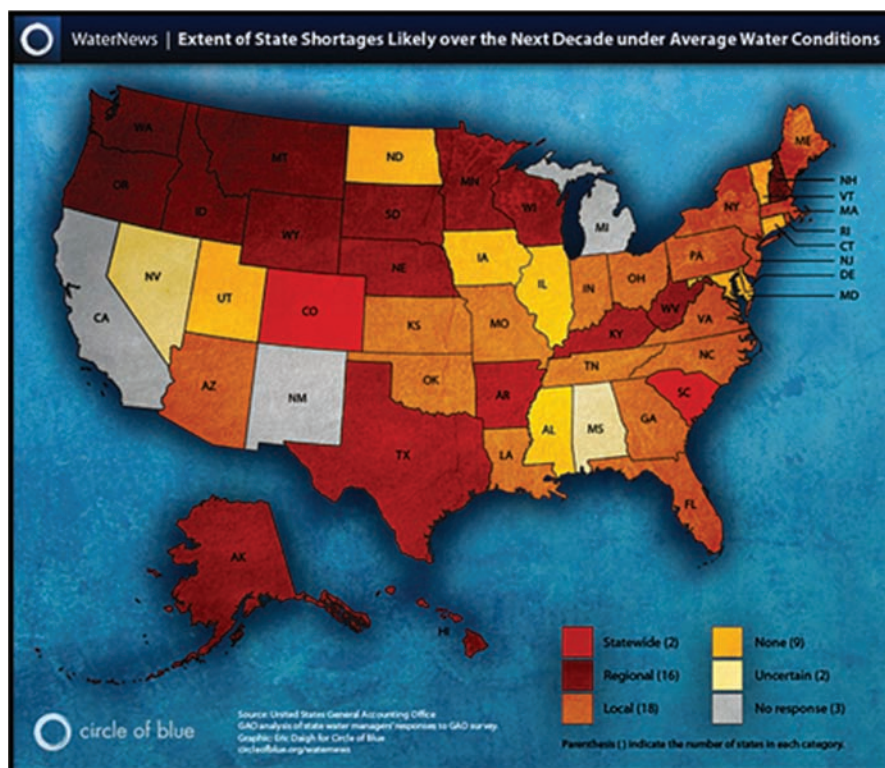 WaterNews | Extent of State Shortages Likely over the Next Decade under Average Water Conditions
WA
MT
ND
MN
ME
OR
ID
SD
WI
MI
NY
NH
VT
MA
RI
CT
NJ
DE
MD
WY
NE
IA
IL
IN
OH
PA
NV
UT
CO
KS
MO
KY
WV
VA
CA
AZ
NM
OK
AR
TN
NC
SC
TX
LA
AL
MS
GA
FL
AK
HI
Statewide (2)
Regional (16)
Local (18)
None (9)
Uncertain (2)
No response (3)
Parenthesis ( ) indicate the number of states in each category.
circle of blue
Source: United States General Accounting Office
GAO analysis of state water managers' responses to GAO survey.
Graphic: Eric Daigh for Circle of Blue
circleofblue.org/waternews